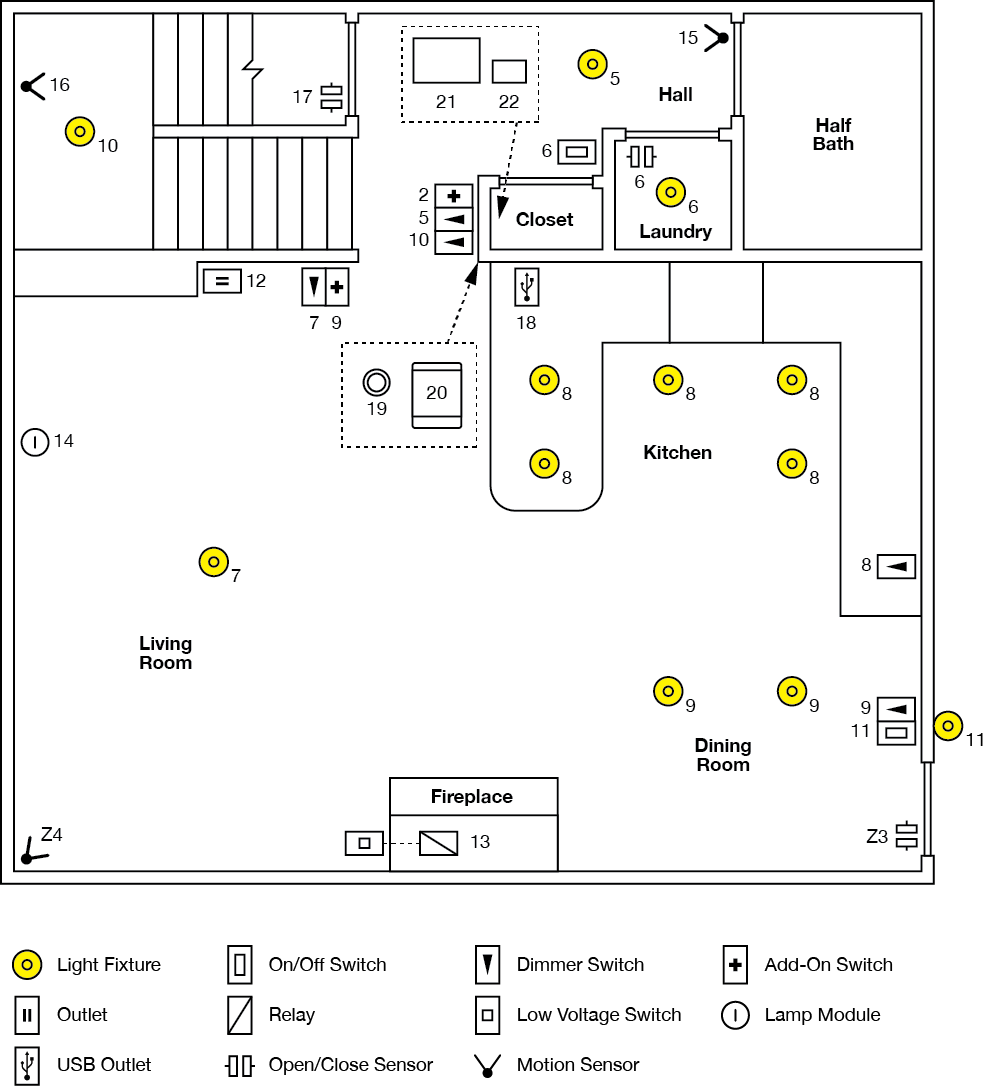 15
16
5
21
22
Hall
17
10
Half
Bath
6
6
6
2
5
10
Closet
Laundry
12
7
9
18
19
20
8
8
8
14
Kitchen
8
8
7
8
Living
Room
9
9
9
11
11
Dining
Room
Fireplace
Z4
13
Z3
Light Fixture
On/Off Switch
Dimmer Switch
Add-On Switch
Outlet
Relay
Low Voltage Switch
Lamp Module
USB Outlet
Open/Close Sensor
Motion Sensor